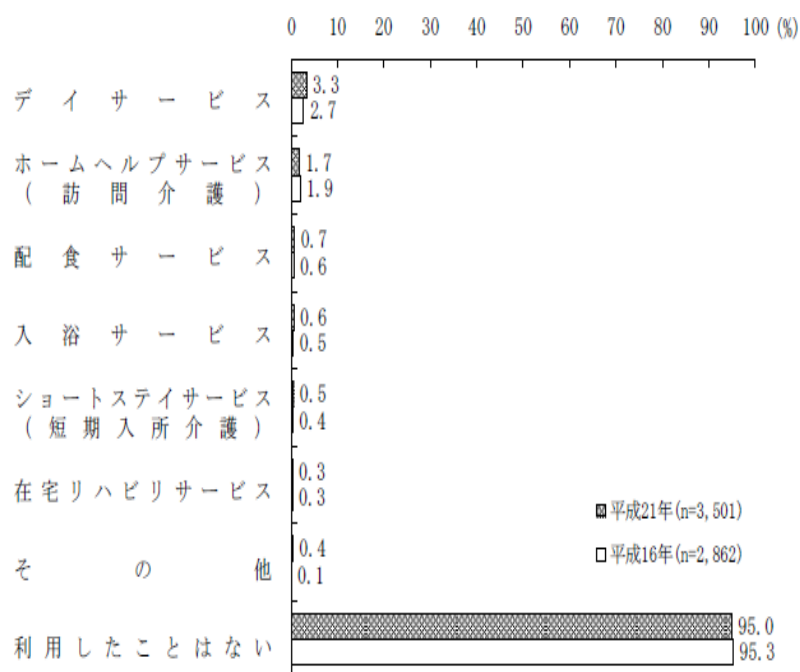 0 10 20 30 40 50 60 70 80 90 100 (%)
デイサービス
3.3
2.7
ホームヘルプサービス
(訪問介護)
1.7
1.9
配食サービス
0.7
0.6
入浴サービス
0.6
0.5
ショートステイサービス
(短期入所介護)
0.5
0.4
在宅リハビリサービス
0.3
0.3
その他
0.4
0.1
利用したことはない
95.0
95.3
平成21年(n=3,501)
平成16年(n=2,862)